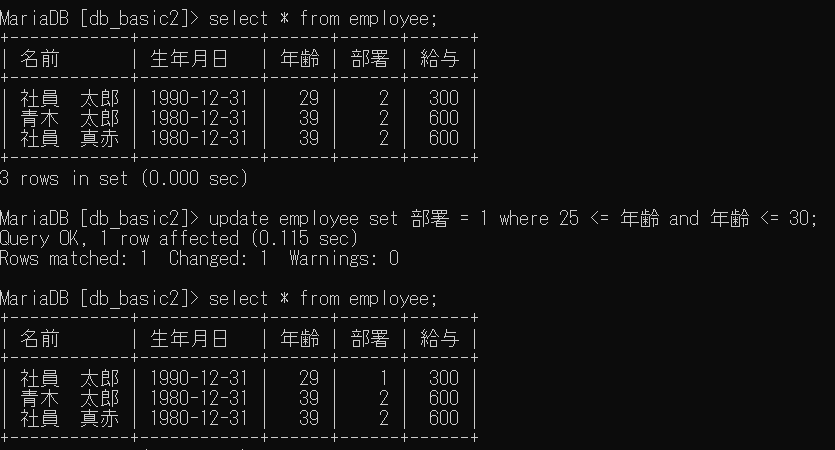 MariaDB [db_basic2]> select * from employee;
+------------+------------+------+------+------+
| 名前       | 生年月日   | 年齢 | 部署 | 給与 |
+------------+------------+------+------+------+
| 社員　太郎 | 1990-12-31 |   29 |    2 |  300 |
| 青木　太郎 | 1980-12-31 |   39 |    2 |  600 |
| 社員　真赤 | 1980-12-31 |   39 |    2 |  600 |
+------------+------------+------+------+------+
3 rows in set (0.000 sec)
MariaDB [db_basic2]> update employee set 部署 = 1 where 25 <= 年齢 and 年齢 <= 30;
Query OK, 1 row affected (0.115 sec)
Rows matched: 1  Changed: 1  Warnings: 0
MariaDB [db_basic2]> select * from employee;
+------------+------------+------+------+------+
| 名前       | 生年月日   | 年齢 | 部署 | 給与 |
+------------+------------+------+------+------+
| 社員　太郎 | 1990-12-31 |   29 |    1 |  300 |
| 青木　太郎 | 1980-12-31 |   39 |    2 |  600 |
| 社員　真赤 | 1980-12-31 |   39 |    2 |  600 |
+------------+------------+------+------+------+